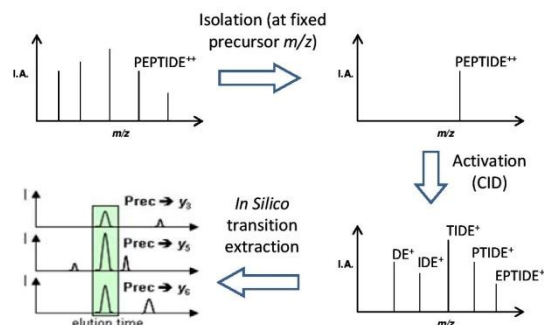 Isolation (at fixed
precursor m/z)
I.A.
PEPTIDE⁺⁺
m/z
I.A.
PEPTIDE⁺⁺
m/z
Activation
(CID)
I.A.
DE⁺
IDE⁺
TIDE⁺
PTIDE⁺
EPTIDE⁺
m/z
In Silico
transition
extraction
I
Prec → y₃
I
Prec → y₅
I
Prec → y₆
elution time